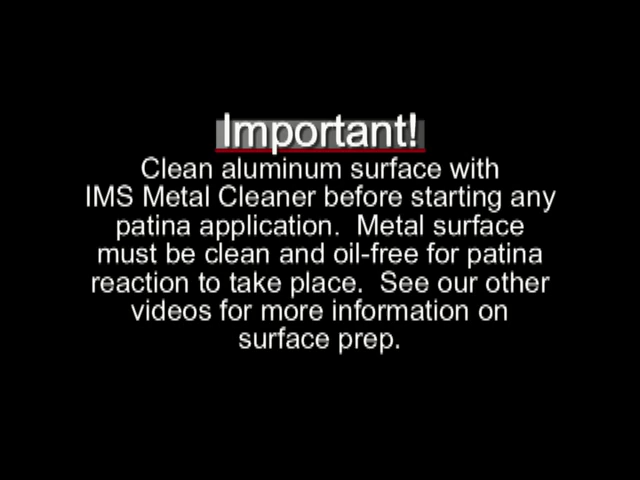 Important!
Clean aluminum surface with
IMS Metal Cleaner before starting any
patina application.  Metal surface
must be clean and oil-free for patina
reaction to take place.  See our other
videos for more information on
surface prep.